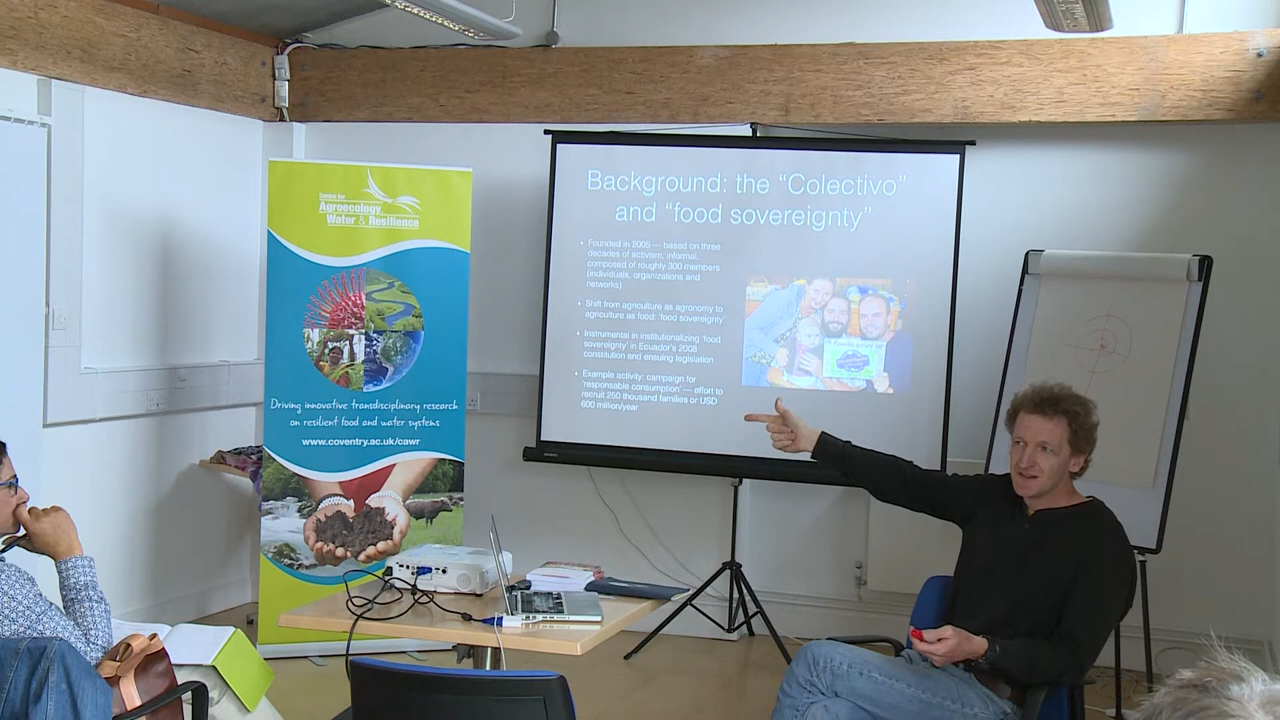 Centre for
Agroecology,
Water & Resilience
Driving innovative transdisciplinary research
on resilient food and water systems
www.coventry.ac.uk/cawr
Background: the “Colectivo”
and “food sovereignty”
• Founded in 2005 — based on three
decades of activism, informal,
composed of roughly 300 members
(individuals, organizations and
networks)
• Shift from agriculture as agronomy to
agriculture as food: ‘food sovereignty’
• Instrumental in institutionalizing ‘food
sovereignty’ in Ecuador's 2008
constitution and ensuing legislation
• Example activity: campaign for
‘responsable consumption’ — effort to
recruit 250 thousand families or USD
600 million/year